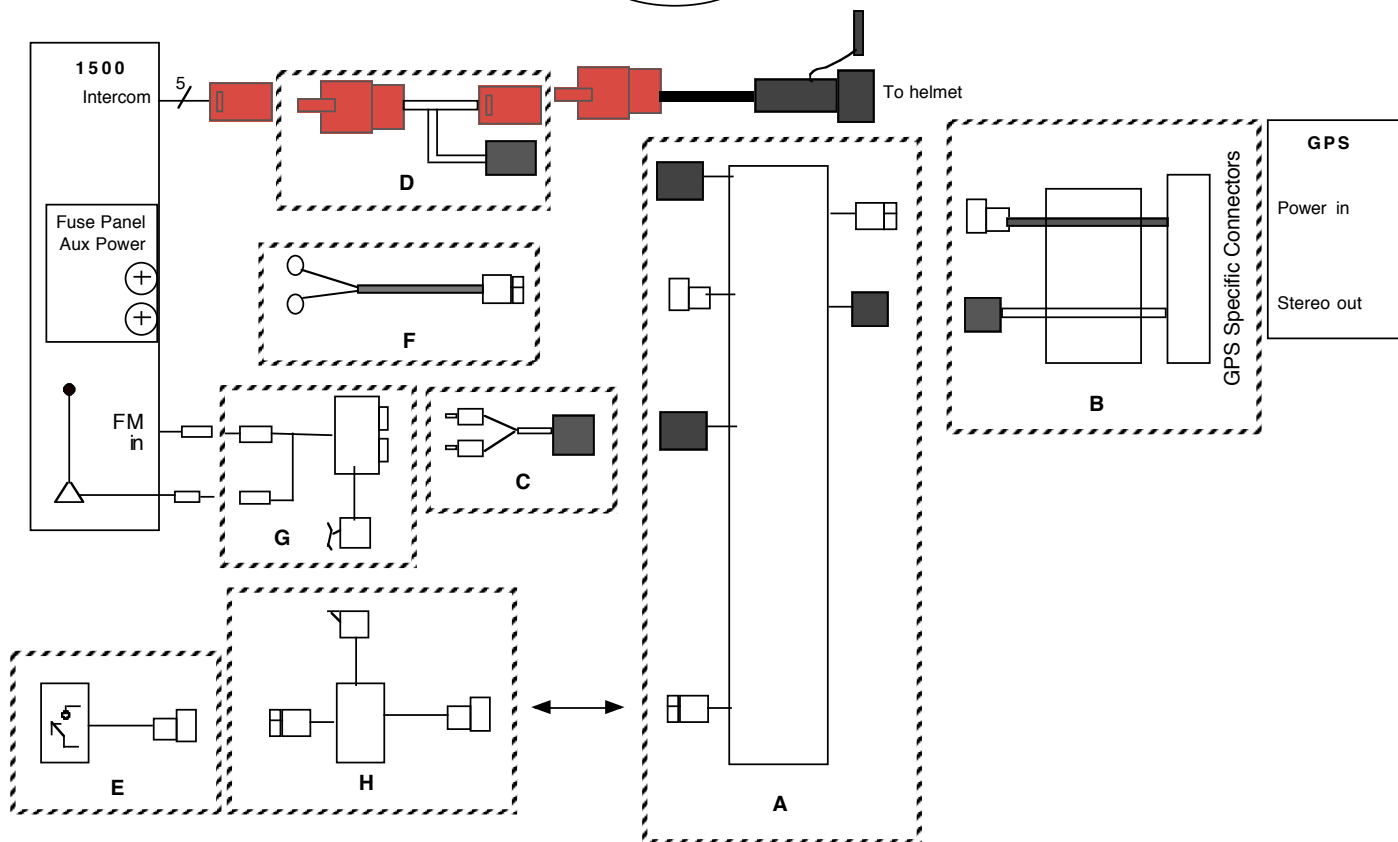 1500
Intercom
5
To helmet
D
GPS
Power in
Stereo out
GPS Specific Connectors
B
Fuse Panel
Aux Power
F
FM
in
C
G
E
H
A